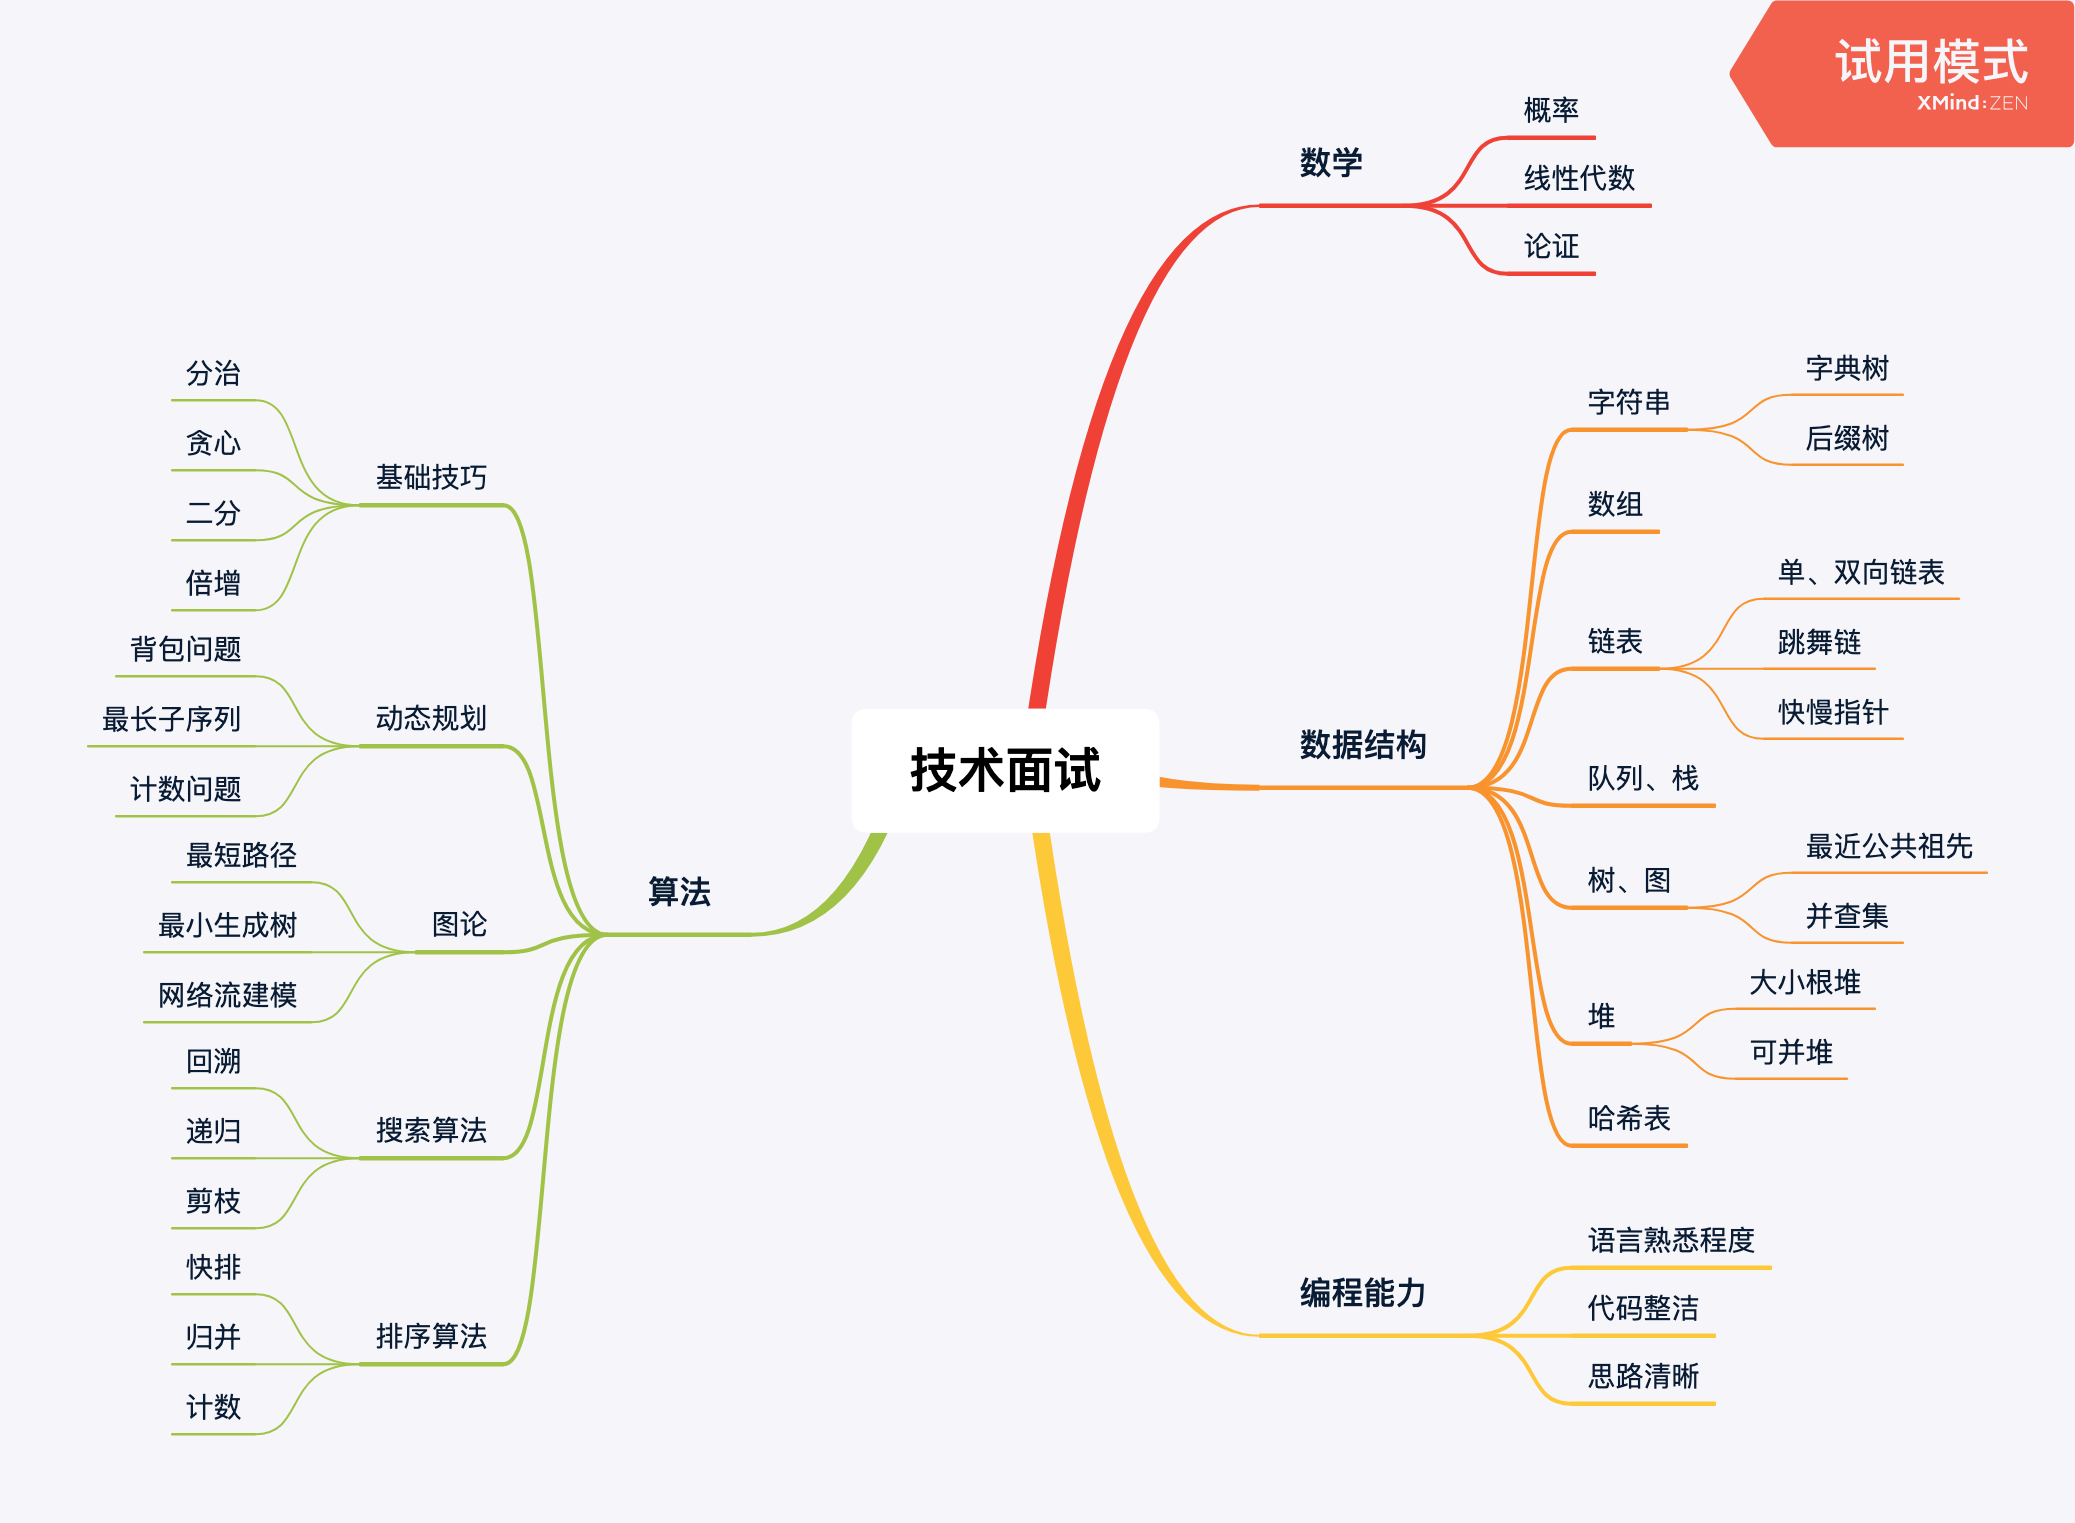 试用模式
XMind:ZEN
技术面试
数学
概率
线性代数
论证
数据结构
字符串
字典树
后缀树
数组
链表
单、双向链表
跳舞链
快慢指针
队列、栈
树、图
最近公共祖先
并查集
堆
大小根堆
可并堆
哈希表
编程能力
语言熟悉程度
代码整洁
思路清晰
算法
基础技巧
分治
贪心
二分
倍增
动态规划
背包问题
最长子序列
计数问题
图论
最短路径
最小生成树
网络流建模
搜索算法
回溯
递归
剪枝
排序算法
快排
归并
计数